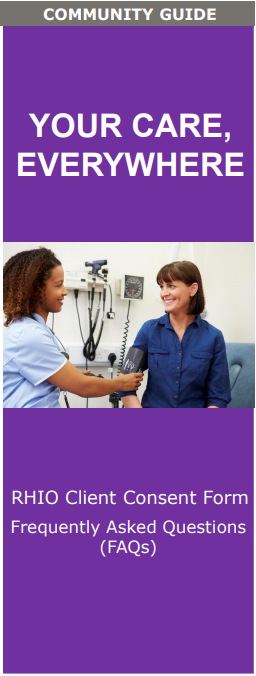 COMMUNITY GUIDE
YOUR CARE,
EVERYWHERE
RHIO Client Consent Form
Frequently Asked Questions
(FAQs)